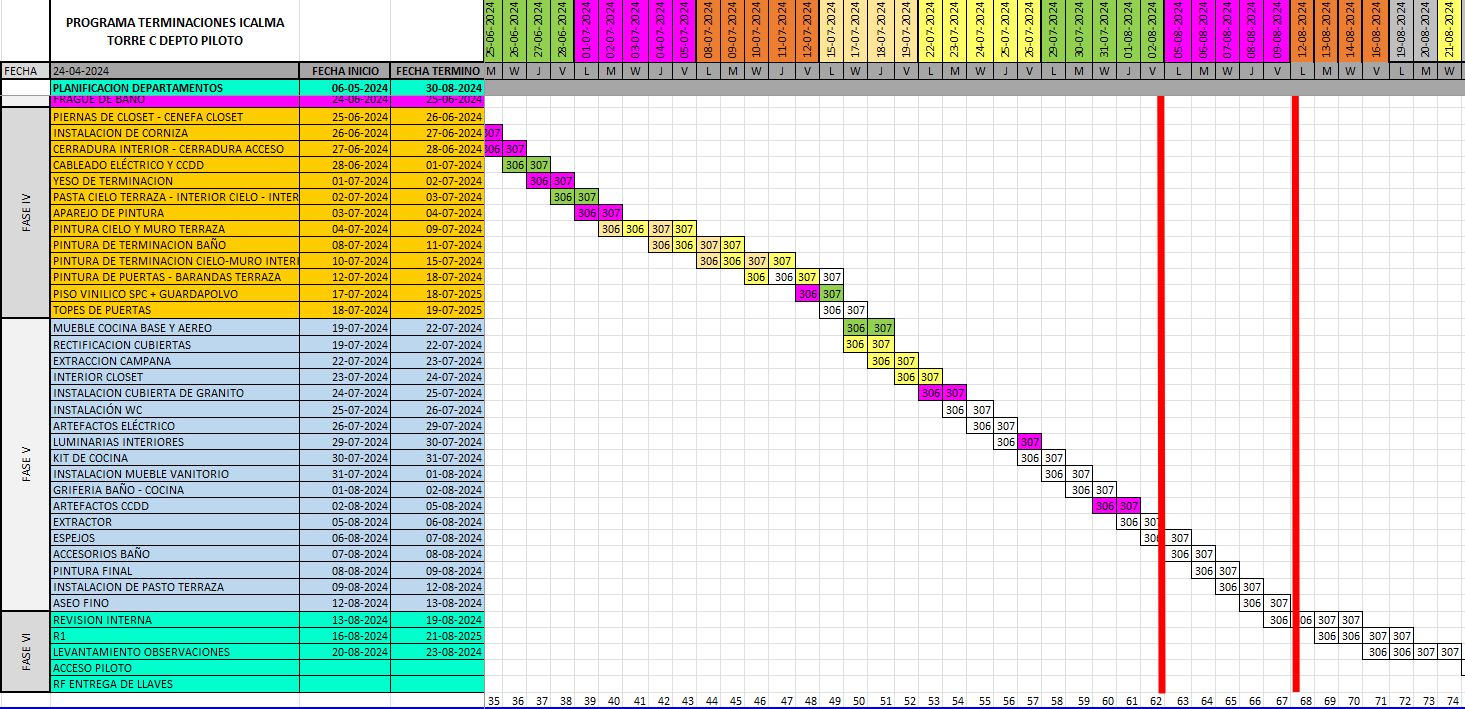 PROGRAMA TERMINACIONES ICALMA
TORRE C DEPTO PILOTO
25-06-2024 26-06-2024 27-06-2024 28-06-2024 01-07-2024 02-07-2024 03-07-2024 04-07-2024 05-07-2024 08-07-2024 09-07-2024 10-07-2024 11-07-2024 12-07-2024 15-07-2024 17-07-2024 18-07-2024 19-07-2024 22-07-2024 23-07-2024 24-07-2024 25-07-2024 26-07-2024 29-07-2024 30-07-2024 31-07-2024 01-08-2024 02-08-2024 05-08-2024 06-08-2024 07-08-2024 08-08-2024 09-08-2024 12-08-2024 13-08-2024 14-08-2024 16-08-2024 19-08-2024 20-08-2024 21-08-2024
FECHA 24-04-2024 FECHA INICIO FECHA TERMINO M W J V L M W J V L M W J V L W J V L M W J V L M W J V L M W J V L M W V L M W
PLANIFICACION DEPARTAMENTOS 06-05-2024 30-08-2024
FRAGUE DE BAÑO 24-06-2024 25-06-2024
FASE IV
PIERNAS DE CLOSET - CENEFA CLOSET 25-06-2024 26-06-2024
INSTALACION DE CORNIZA 26-06-2024 27-06-2024 307
CERRADURA INTERIOR - CERRADURA ACCESO 27-06-2024 28-06-2024 306 307
CABLEADO ELÉCTRICO Y CCDD 28-06-2024 01-07-2024 306 307
YESO DE TERMINACION 01-07-2024 02-07-2024 306 307
PASTA CIELO TERRAZA - INTERIOR CIELO - INTER 02-07-2024 03-07-2024 306 307
APAREJO DE PINTURA 03-07-2024 04-07-2024 306 307
PINTURA CIELO Y MURO TERRAZA 04-07-2024 09-07-2024 306 306 307 307
PINTURA DE TERMINACION BAÑO 08-07-2024 11-07-2024 306 306 307 307
PINTURA DE TERMINACION CIELO-MURO INTERI 10-07-2024 15-07-2024 306 306 307 307
PINTURA DE PUERTAS - BARANDAS TERRAZA 12-07-2024 18-07-2024 306 306 307 307
PISO VINILICO SPC + GUARDAPOLVO 17-07-2024 18-07-2025 306 307
TOPES DE PUERTAS 18-07-2024 19-07-2025 306 307
FASE V
MUEBLE COCINA BASE Y AEREO 19-07-2024 22-07-2024 306 307
RECTIFICACION CUBIERTAS 19-07-2024 22-07-2024 306 307
EXTRACCION CAMPANA 22-07-2024 23-07-2024 306 307
INTERIOR CLOSET 23-07-2024 24-07-2024 306 307
INSTALACION CUBIERTA DE GRANITO 24-07-2024 25-07-2024 306 307
INSTALACIÓN WC 25-07-2024 26-07-2024 306 307
ARTEFACTOS ELÉCTRICO 26-07-2024 29-07-2024 306 307
LUMINARIAS INTERIORES 29-07-2024 30-07-2024 306 307
KIT DE COCINA 30-07-2024 31-07-2024 306 307
INSTALACION MUEBLE VANITORIO 31-07-2024 01-08-2024 306 307
GRIFERIA BAÑO - COCINA 01-08-2024 02-08-2024 306 307
ARTEFACTOS CCDD 02-08-2024 05-08-2024 306 307
EXTRACTOR 05-08-2024 06-08-2024 306 307
ESPEJOS 06-08-2024 07-08-2024 306 307
ACCESORIOS BAÑO 07-08-2024 08-08-2024 306 307
PINTURA FINAL 08-08-2024 09-08-2024 306 307
INSTALACION DE PASTO TERRAZA 09-08-2024 12-08-2024 306 307
ASEO FINO 12-08-2024 13-08-2024 306 307
FASE VI
REVISION INTERNA 13-08-2024 19-08-2024 306 306 307 307
R1 16-08-2024 21-08-2025 306 306 307 307
LEVANTAMIENTO OBSERVACIONES 20-08-2024 23-08-2024 306 306 307 307
ACCESO PILOTO
RF ENTREGA DE LLAVES
35 36 37 38 39 40 41 42 43 44 45 46 47 48 49 50 51 52 53 54 55 56 57 58 59 60 61 62 63 64 65 66 67 68 69 70 71 72 73 74